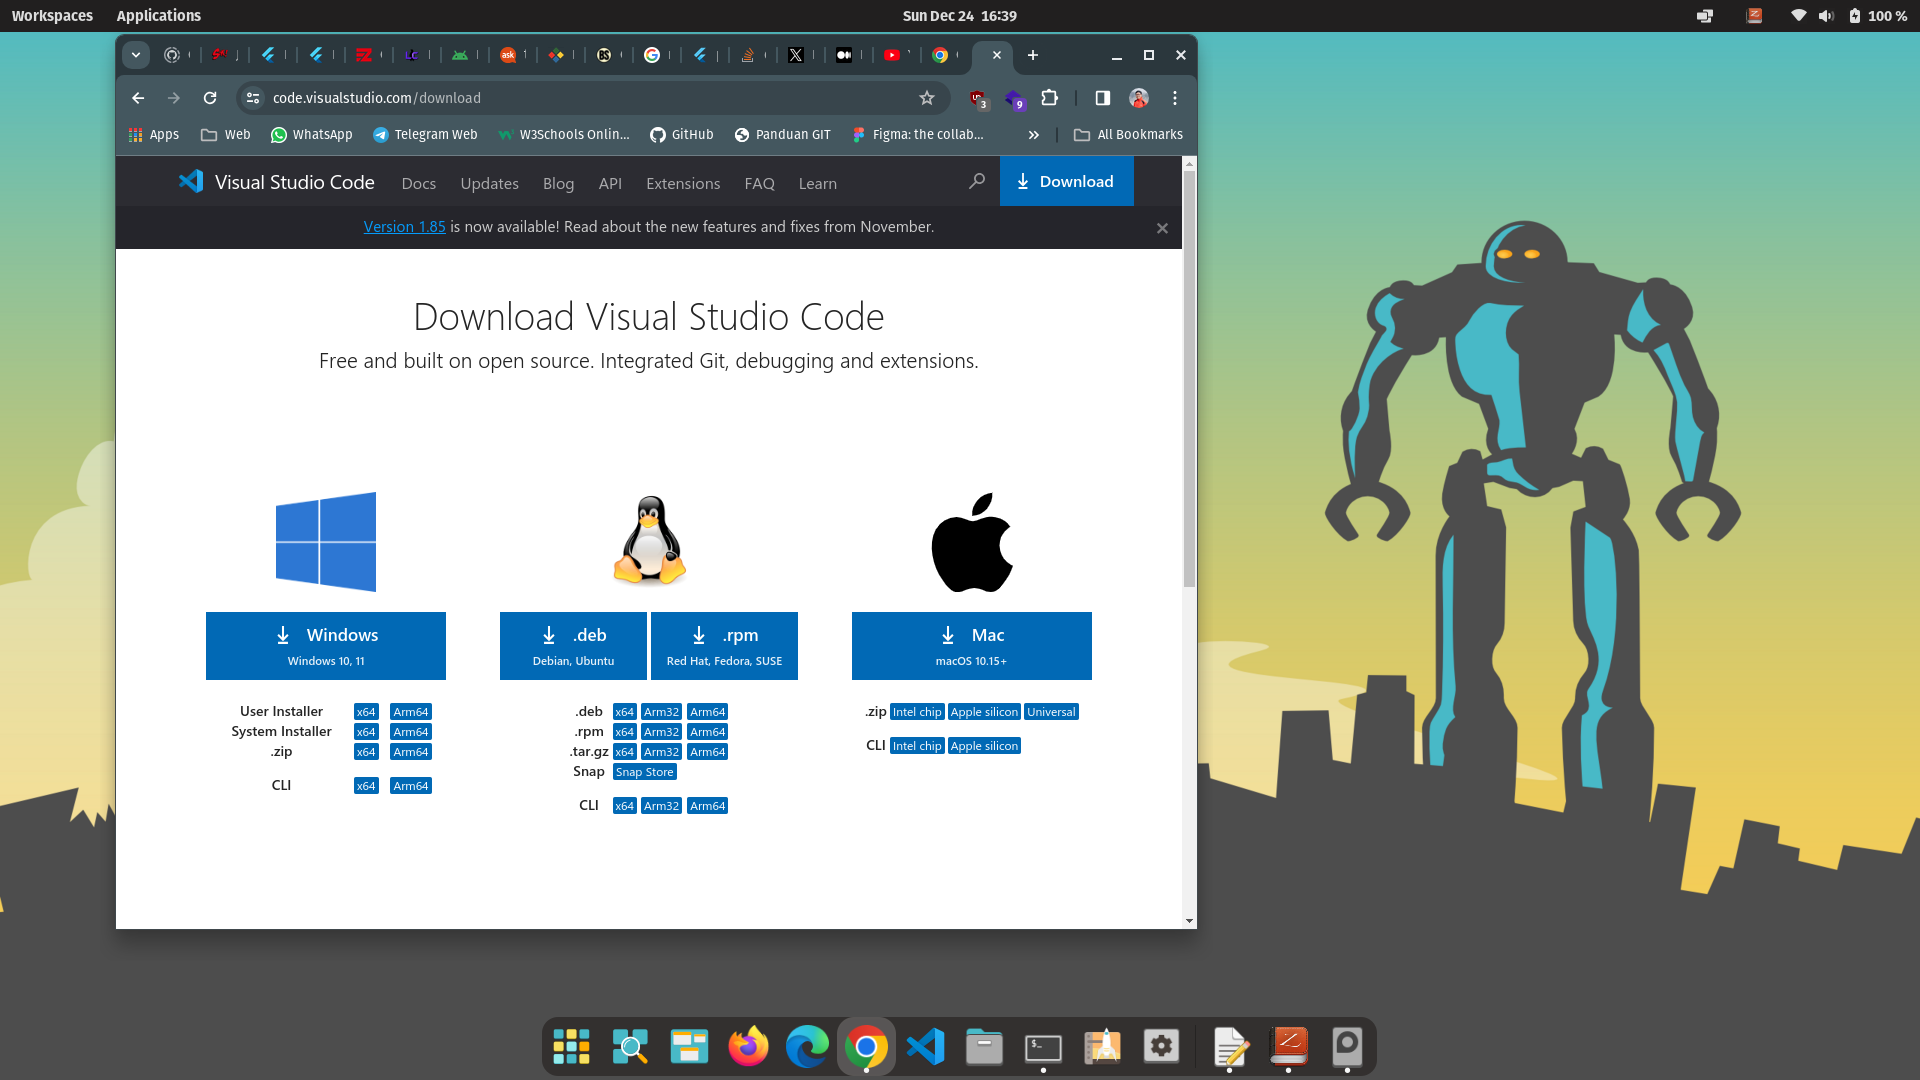 Workspaces Applications Sun Dec 24 16:39 100 %
code.visualstudio.com/download 3 9
Apps Web WhatsApp Telegram Web W3Schools Onlin... GitHub Panduan GIT Figma: the collab... » All Bookmarks
Visual Studio Code Docs Updates Blog API Extensions FAQ Learn Download
Version 1.85 is now available! Read about the new features and fixes from November.
Download Visual Studio Code
Free and built on open source. Integrated Git, debugging and extensions.
Windows
Windows 10, 11
User Installer x64 Arm64
System Installer x64 Arm64
.zip x64 Arm64
CLI x64 Arm64
.deb
Debian, Ubuntu
.rpm
Red Hat, Fedora, SUSE
.deb x64 Arm32 Arm64
.rpm x64 Arm32 Arm64
.tar.gz x64 Arm32 Arm64
Snap Snap Store
CLI x64 Arm32 Arm64
Mac
macOS 10.15+
.zip Intel chip Apple silicon Universal
CLI Intel chip Apple silicon